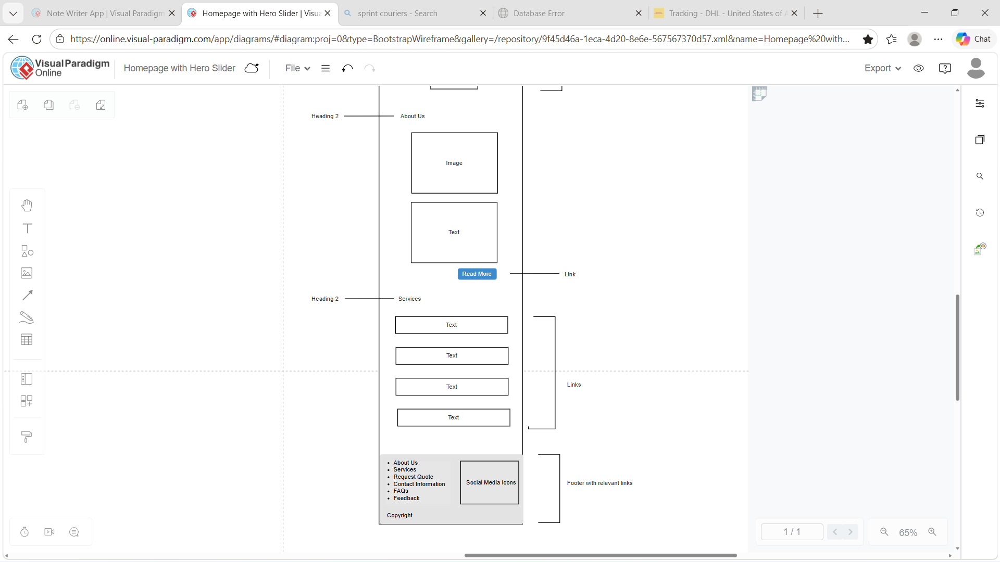 Note Writer App | Visual Paradigm
Homepage with Hero Slider | Visua
sprint couriers - Search
Database Error
Tracking - DHL - United States of A
https://online.visual-paradigm.com/app/diagrams/#diagram:proj=0&type=BootstrapWireframe&gallery=/repository/9f45d46a-1eca-4d20-8e6e-567567370d57.xml&name=Homepage%20with...
Chat
Visual Paradigm
Online
Homepage with Hero Slider
File
Export
Heading 2
About Us
Image
Text
Read More
Link
Heading 2
Services
Text
Text
Text
Links
Text
• About Us
• Services
• Request Quote
• Contact Information
• FAQs
• Feedback
Social Media Icons
Footer with relevant links
Copyright
1 / 1
65%